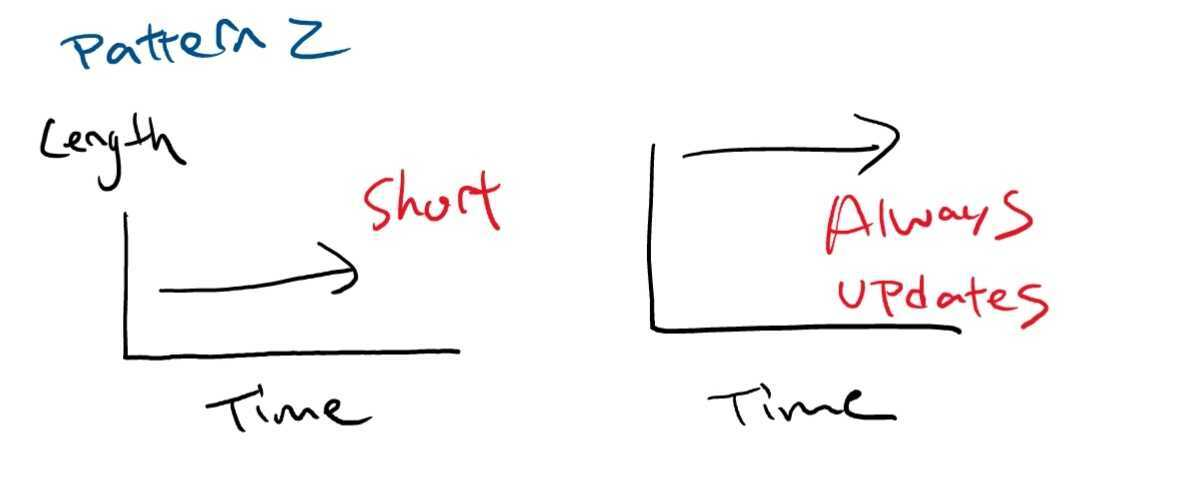 Pattern 2
Length
Short
Always
updates
Time
Time